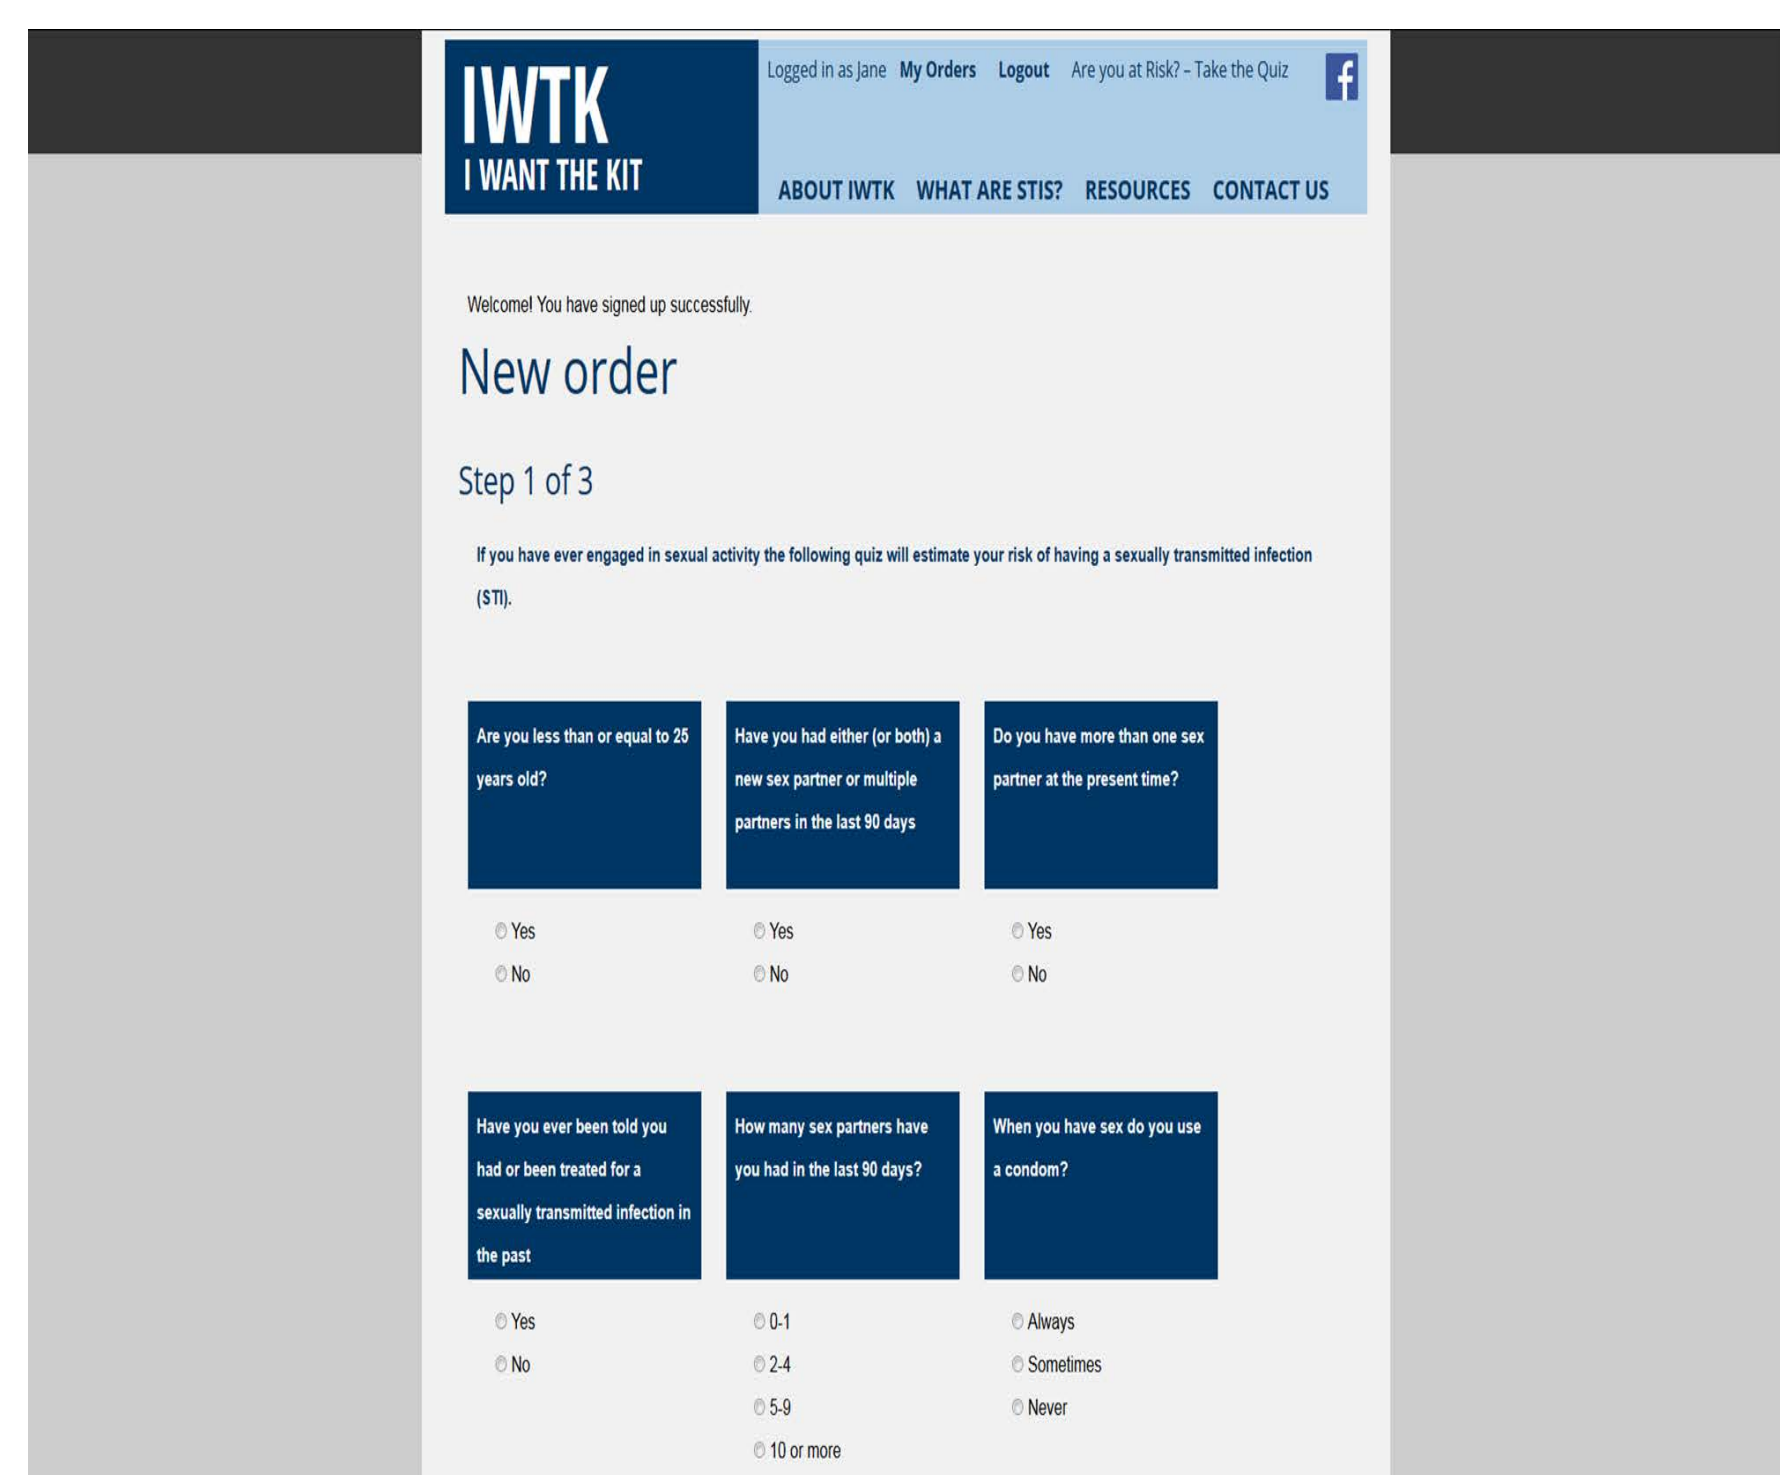 IWTK
I WANT THE KIT
Logged in as Jane My Orders Logout Are you at Risk? – Take the Quiz
f
ABOUT IWTK WHAT ARE STIS? RESOURCES CONTACT US
Welcome! You have signed up successfully.
New order
Step 1 of 3
If you have ever engaged in sexual activity the following quiz will estimate your risk of having a sexually transmitted infection
(STI).
Are you less than or equal to 25
years old?
Yes
No
Have you had either (or both) a
new sex partner or multiple
partners in the last 90 days
Yes
No
Do you have more than one sex
partner at the present time?
Yes
No
Have you ever been told you
had or been treated for a
sexually transmitted infection in
the past
Yes
No
How many sex partners have
you had in the last 90 days?
0-1
2-4
5-9
10 or more
When you have sex do you use
a condom?
Always
Sometimes
Never